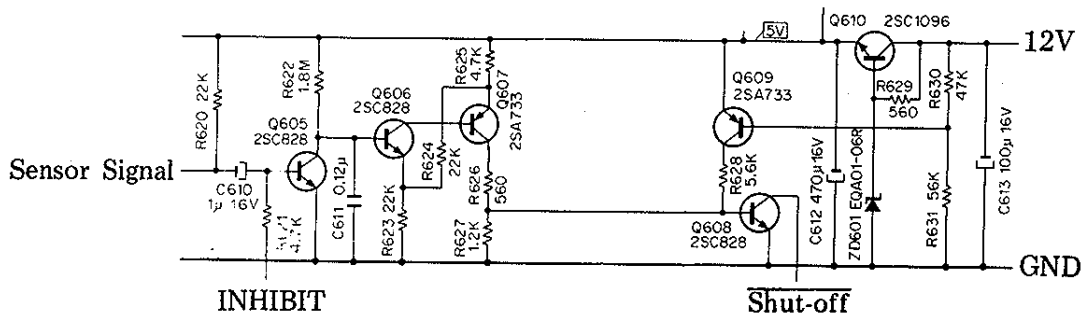 Q610 2SC1096
5V
12V
R620 22K
R622
1.8M
R625
4.7K
Q607
2SA733
Q606
2SC828
Q605
2SC828
Q609
2SA733
R629
560
R630
47K
Sensor Signal
C610
1μ 16V
4.7K
C611 0.12μ
R624
22K
R623 22K
R626
560
R627
1.2K
R628
5.6K
Q608
2SC828
C612 470μ16V
ZD601 EQA01-06R
R631 56K
C613 100μ 16V
GND
INHIBIT
Shut-off